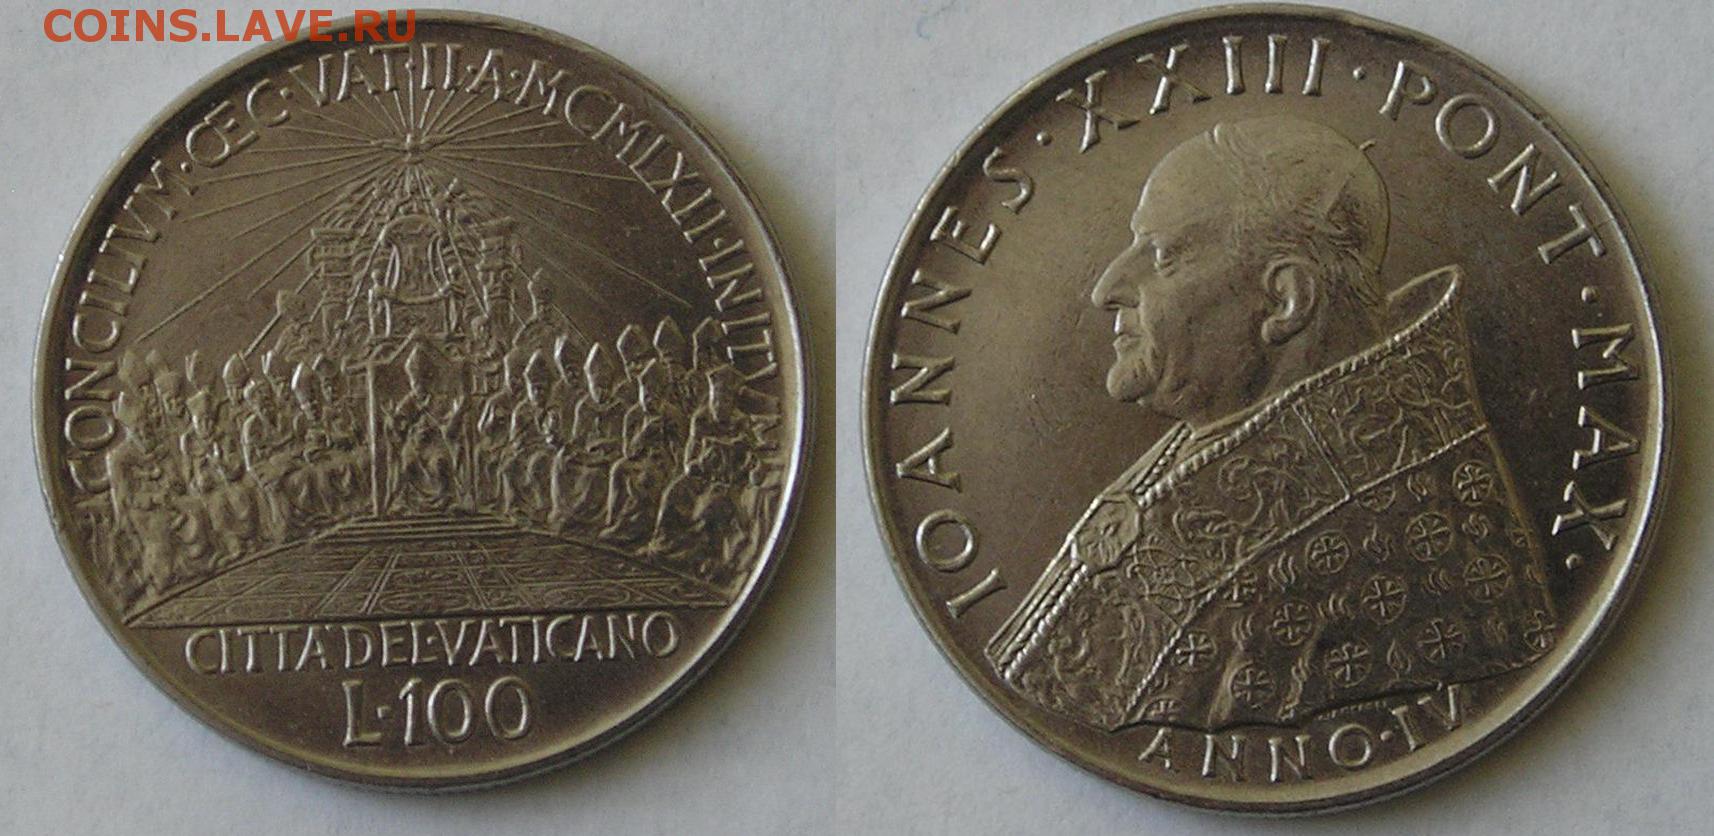 COINS.LAVE.RU
CONCILIVM·ŒC·VAT·II·A·MCMLXII·INITVM
CITTA'DEL·VATICANO
L·100
IOANNES·XXIII·PONT·MAX·
ANNO·IV